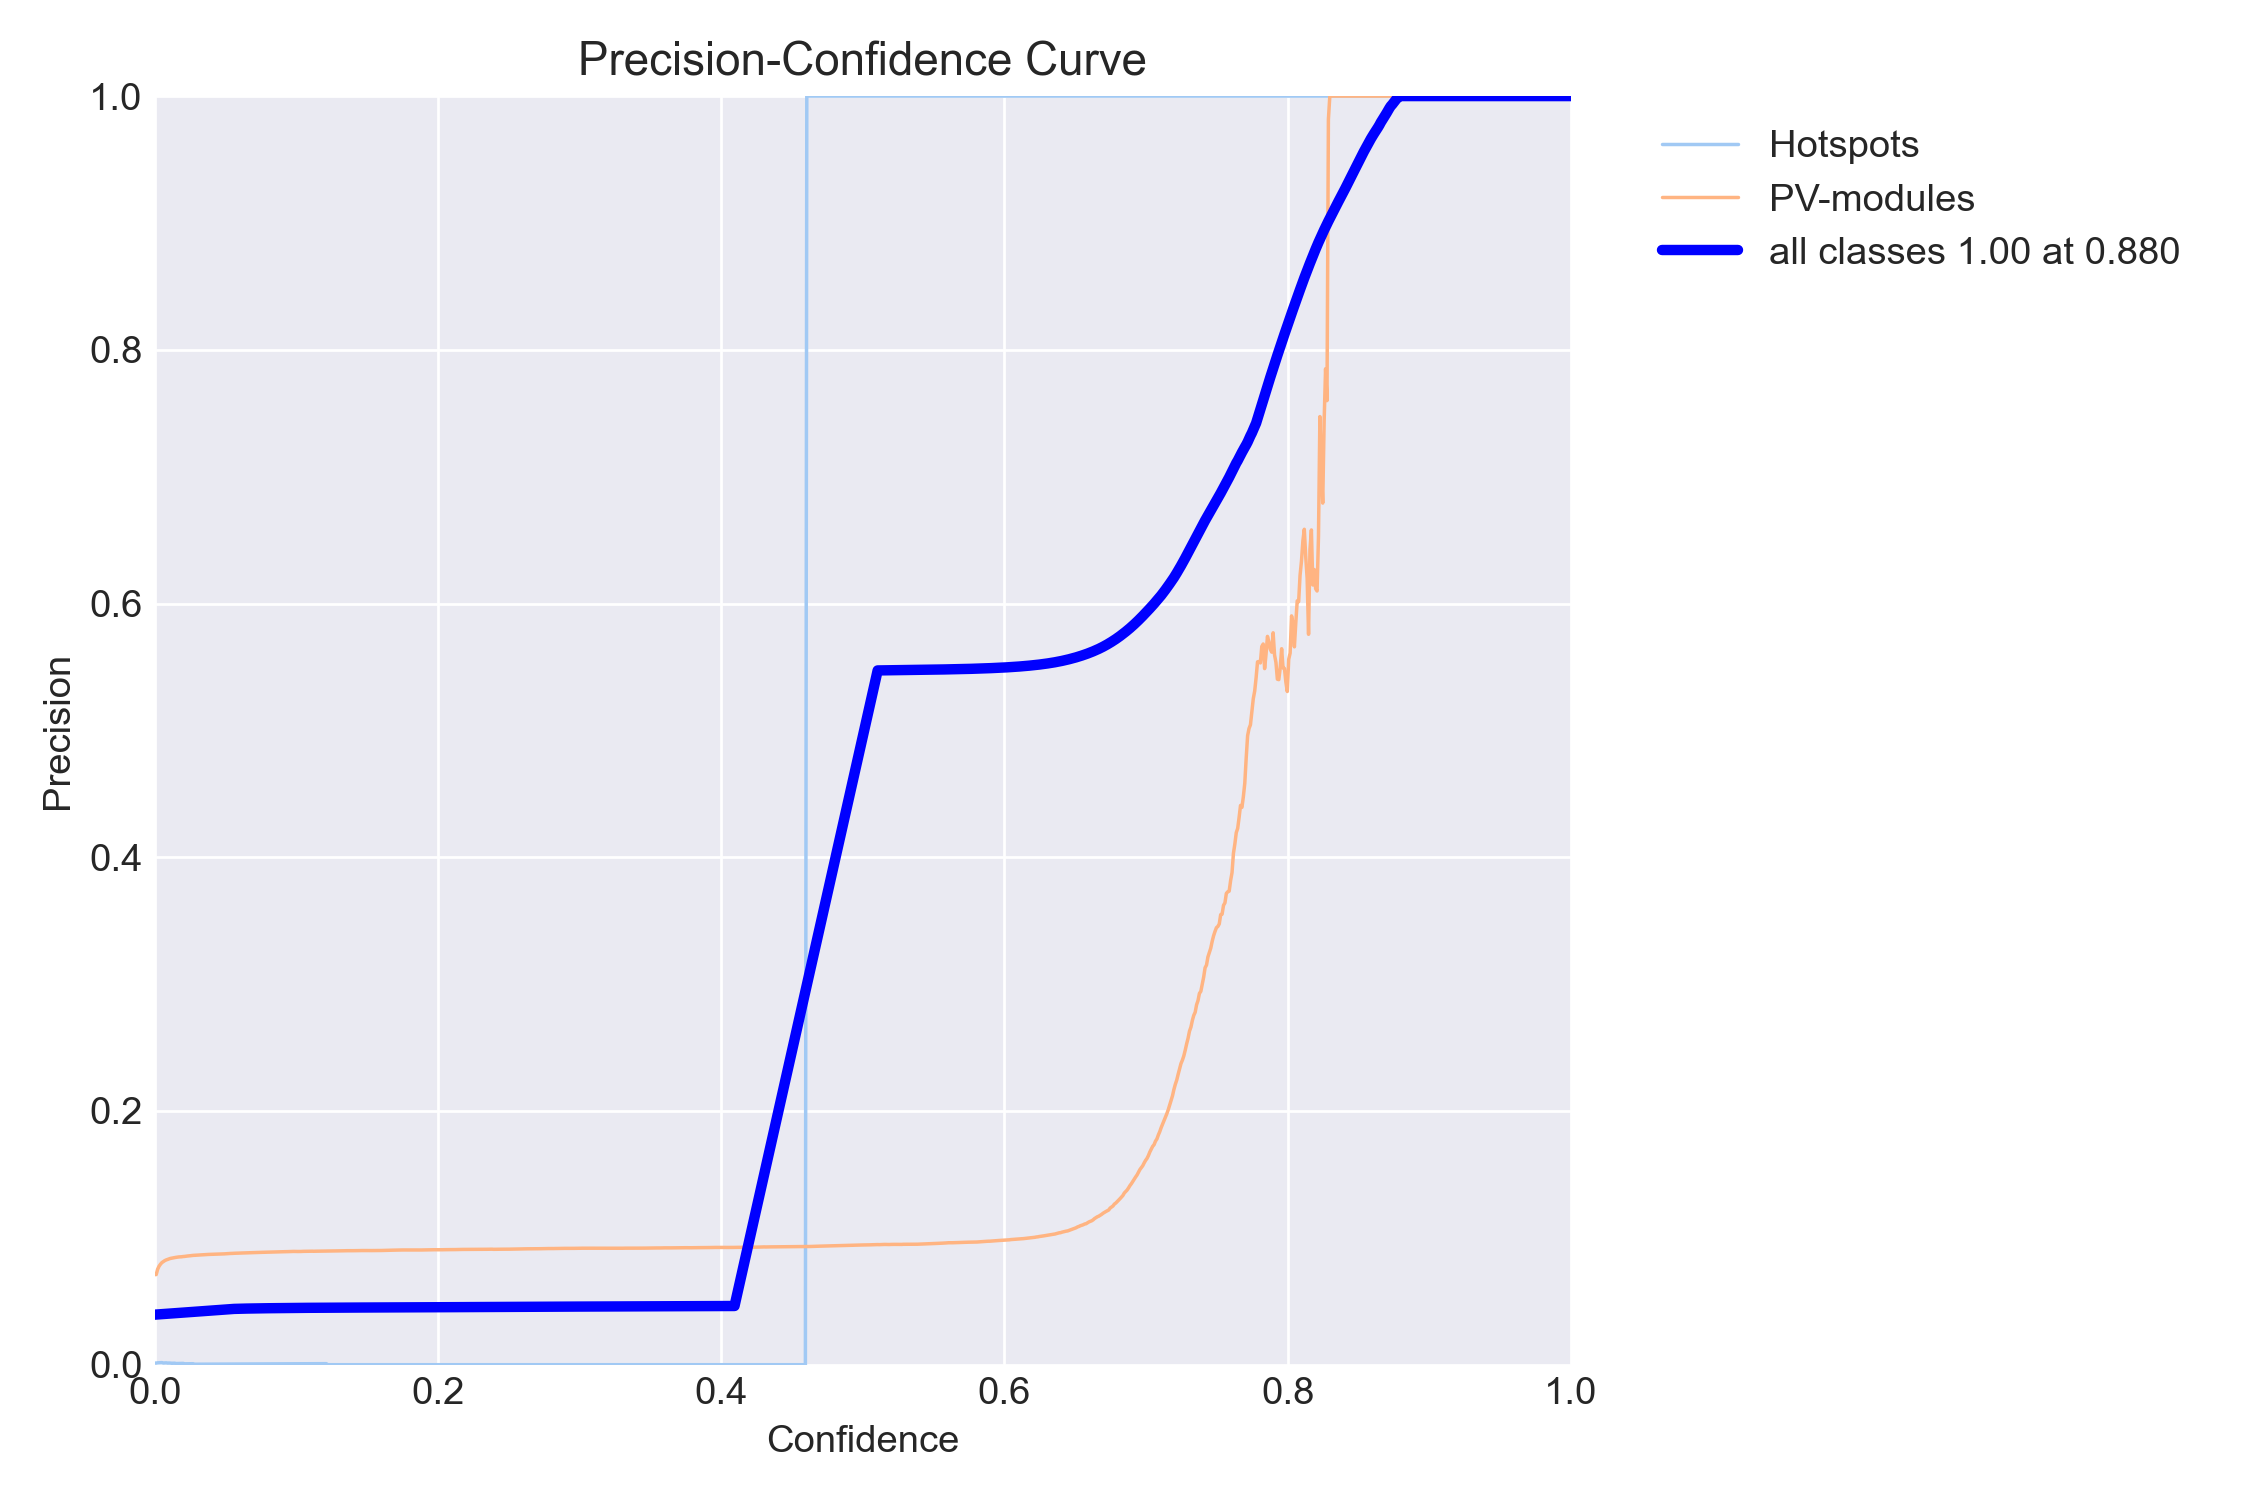 Precision-Confidence Curve
1.0
0.8
0.6
0.4
0.2
0.0
Precision
0.0 0.2 0.4 0.6 0.8 1.0
Confidence
Hotspots
PV-modules
all classes 1.00 at 0.880